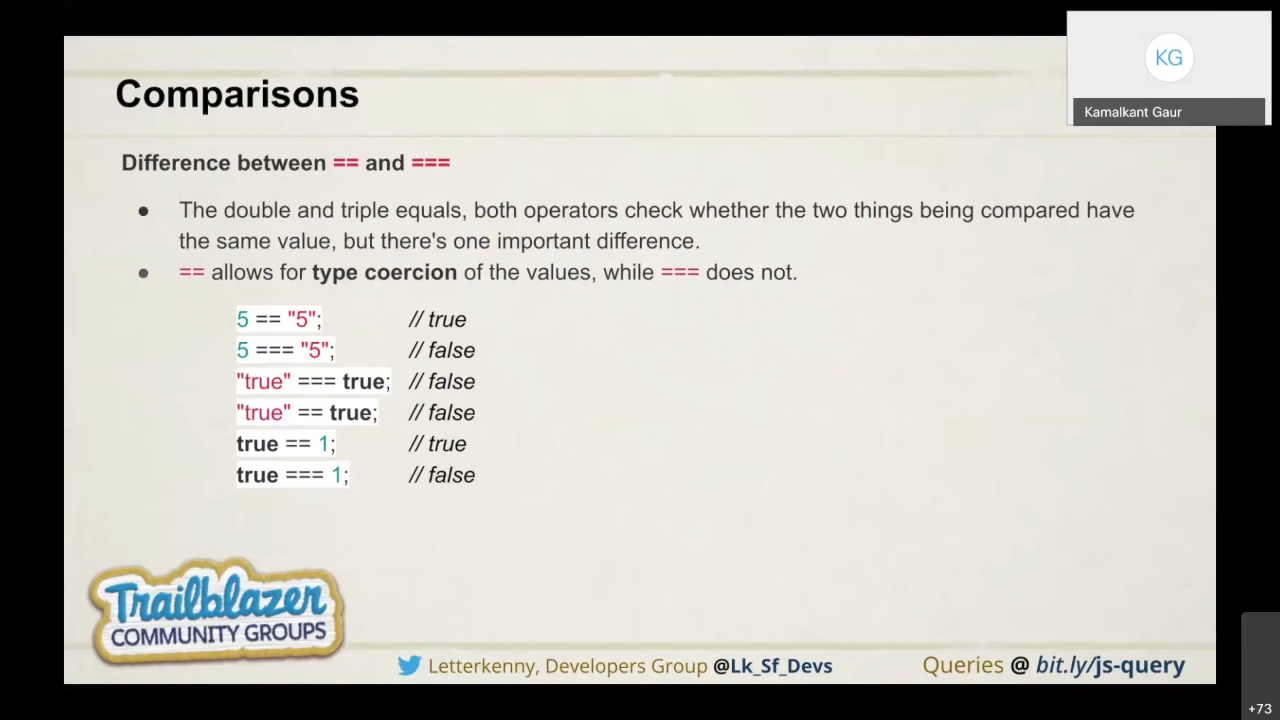 KG
Kamalkant Gaur
Comparisons
Difference between == and ===
● The double and triple equals, both operators check whether the two things being compared have
the same value, but there's one important difference.
● == allows for type coercion of the values, while === does not.
5 == "5"; // true
5 === "5"; // false
"true" === true; // false
"true" == true; // false
true == 1; // true
true === 1; // false
Trailblazer
COMMUNITY GROUPS
Letterkenny, Developers Group @Lk_Sf_Devs
Queries @ bit.ly/js-query
+73